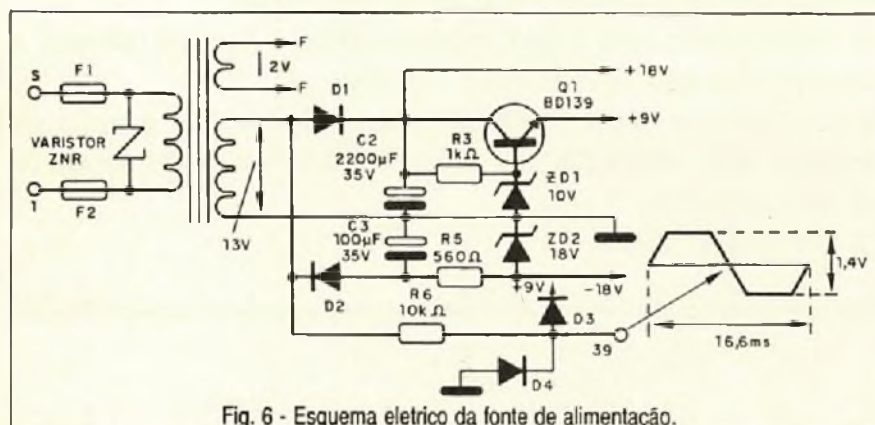 F1
S
VARISTOR
ZNR
1
F2
F
2V
F
13V
D1
C2
2200µF
35V
C3
100µF
35V
D2
R3
1kΩ
R5
560Ω
R6
10kΩ
Q1
BD139
+18V
+9V
ZD1
10V
ZD2
18V
+9V
-18V
D3
D4
39
1,4V
16,6ms
Fig. 6 - Esquema eletrico da fonte de alimentação.